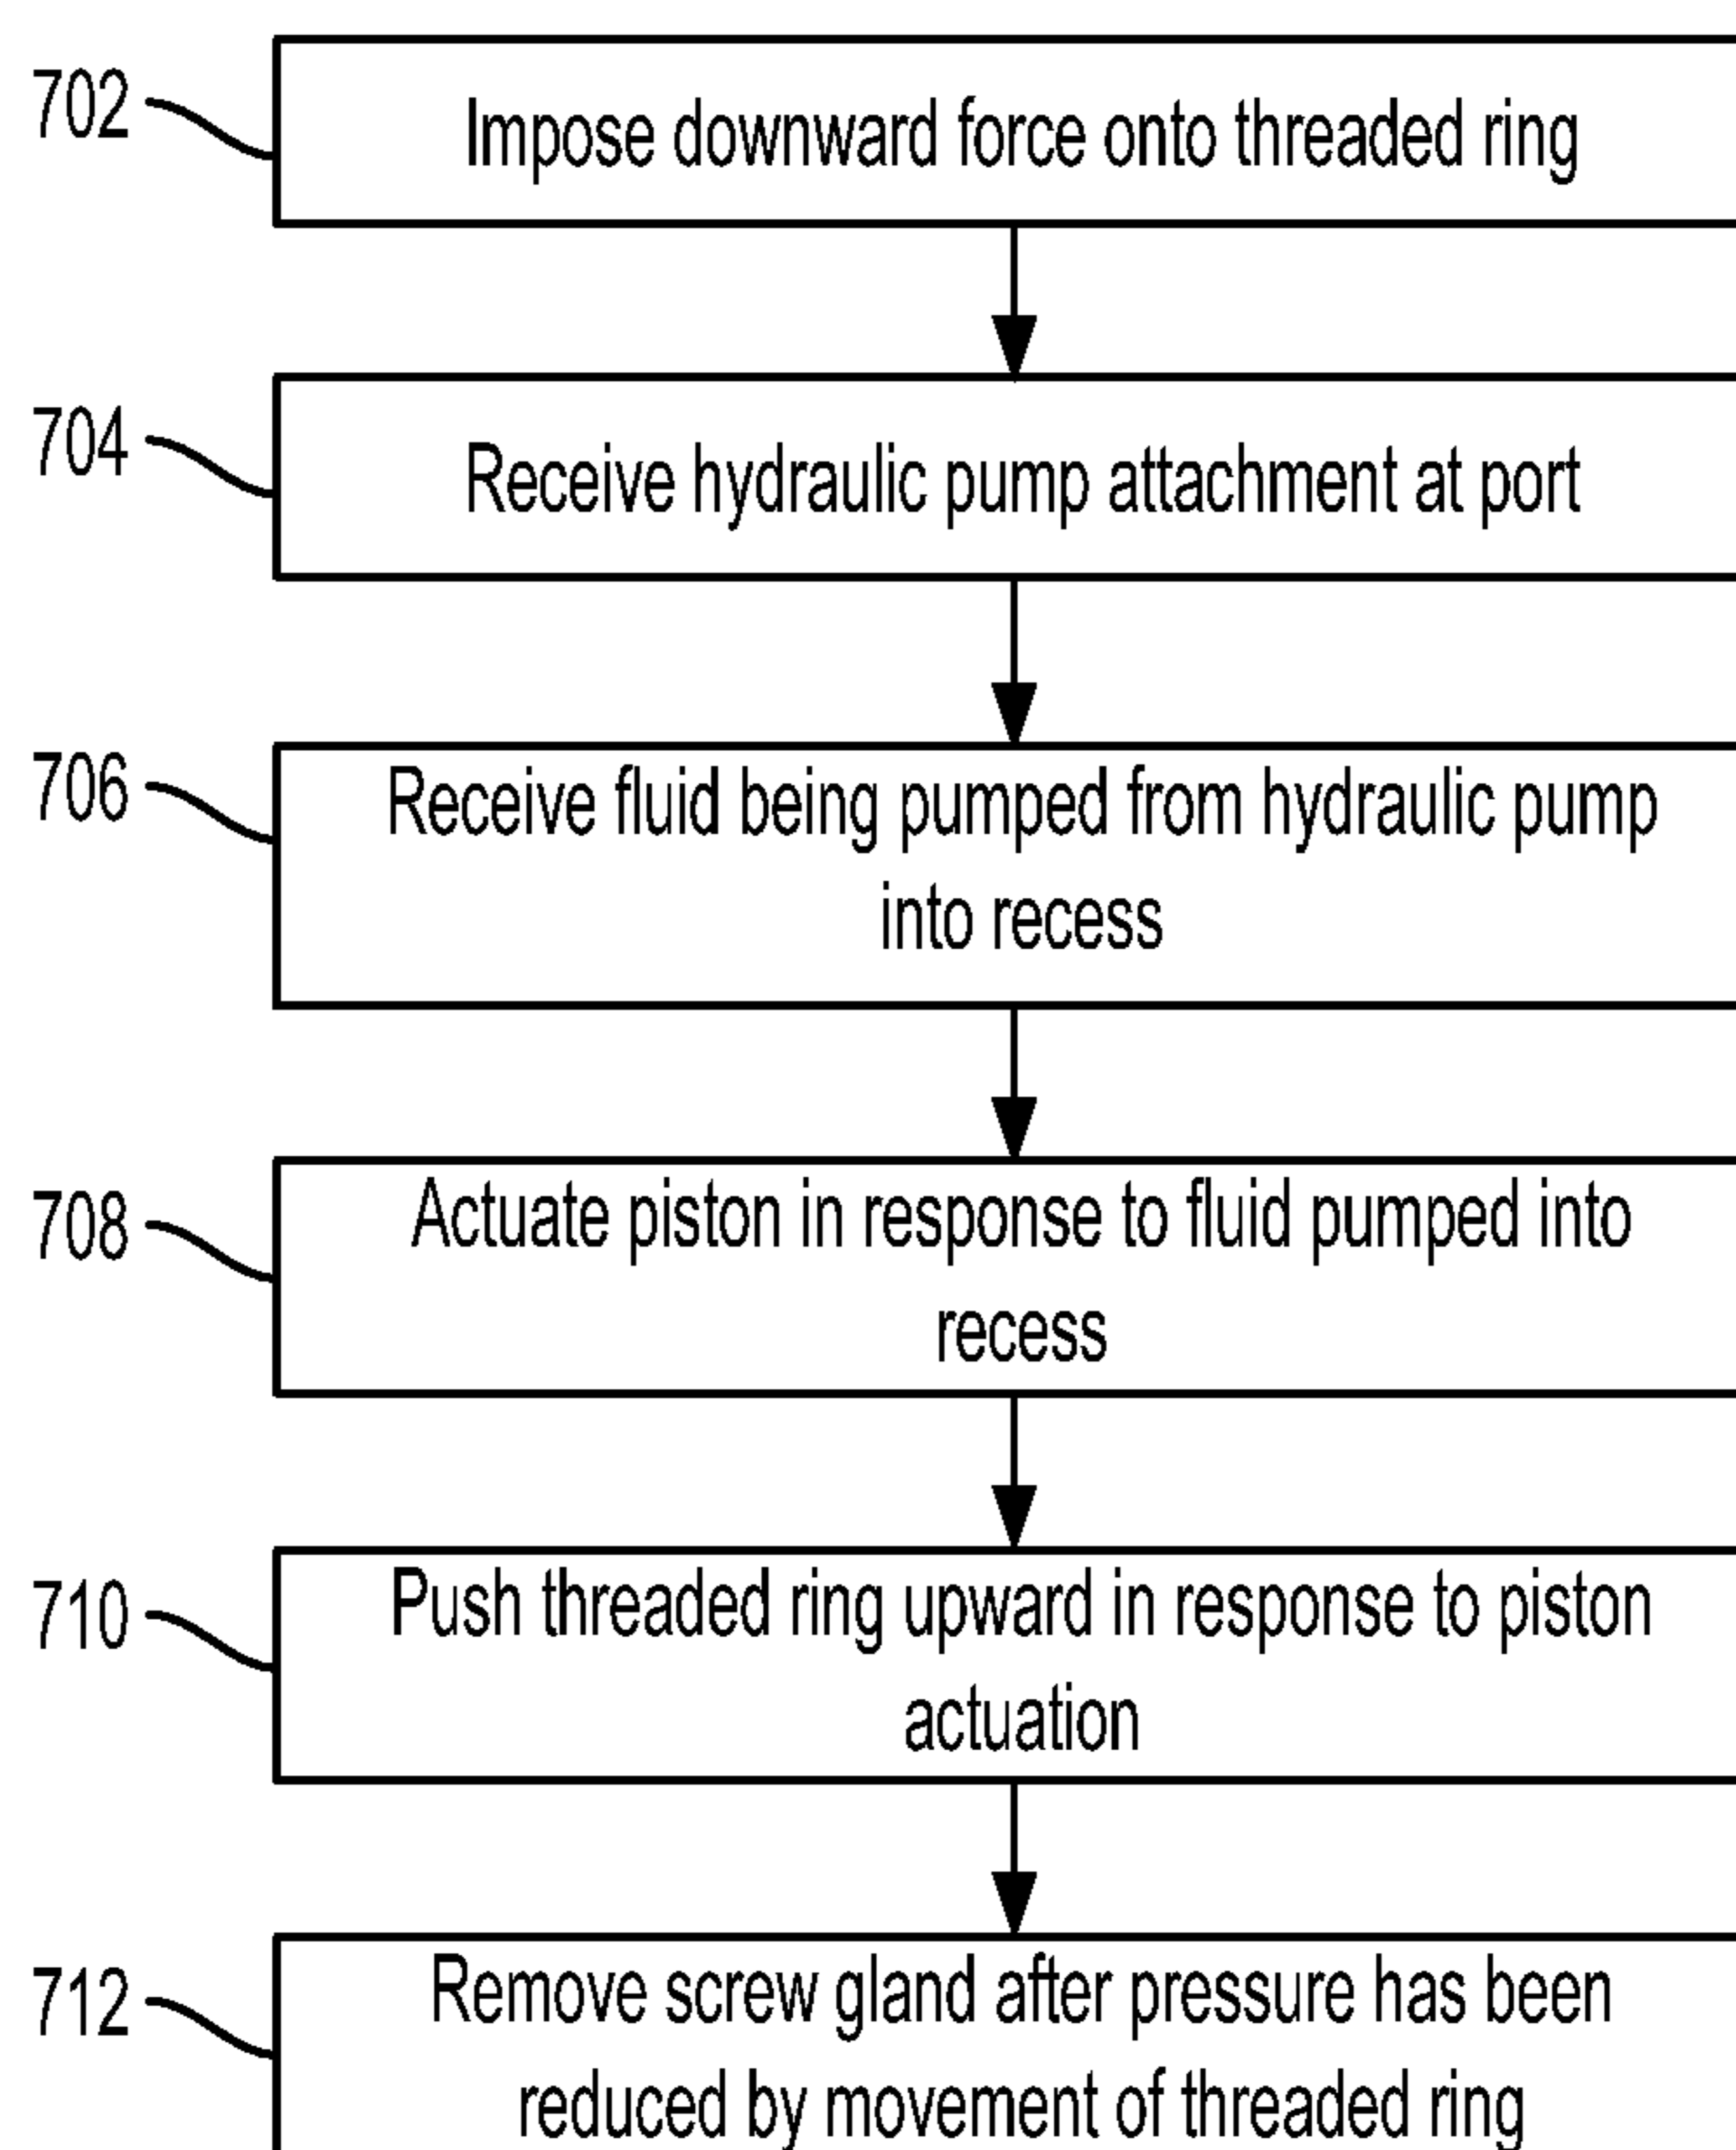 702
Impose downward force onto threaded ring
704
Receive hydraulic pump attachment at port
706
Receive fluid being pumped from hydraulic pump
into recess
708
Actuate piston in response to fluid pumped into
recess
710
Push threaded ring upward in response to piston
actuation
712
Remove screw gland after pressure has been
reduced by movement of threaded ring